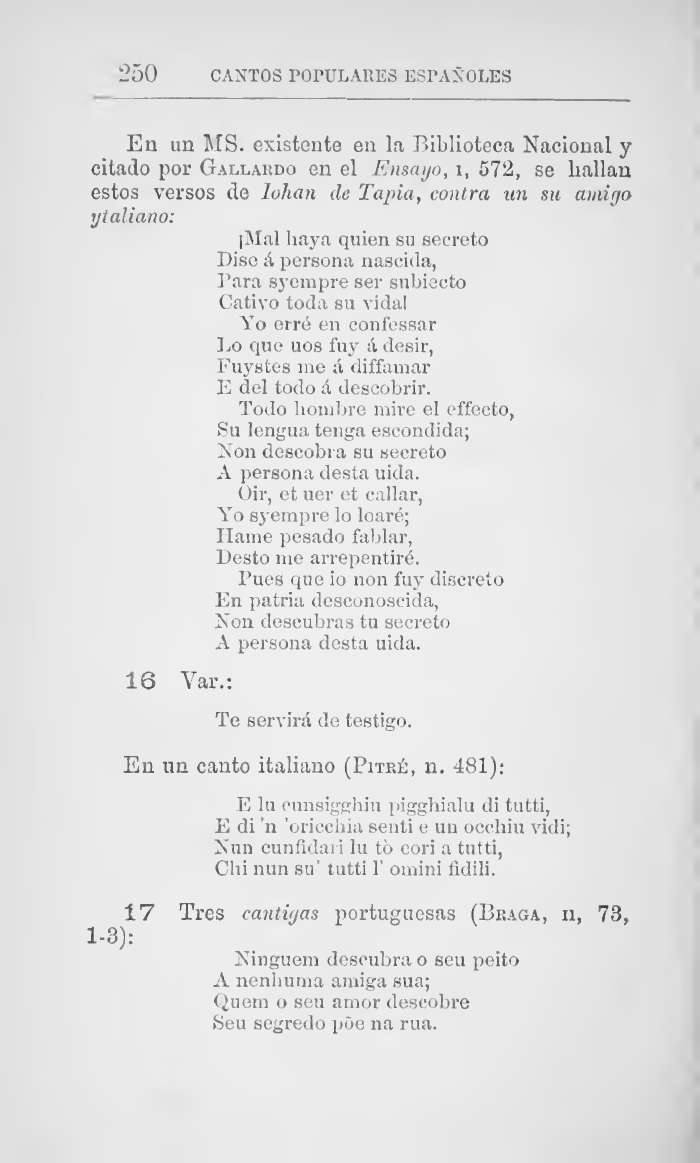 250 CANTOS POPULARES ESPAÑOLES
En un MS. existente en la Biblioteca Nacional y
citado por GALLARDO en el Ensayo, I, 572, se hallan
estos versos de Iohan de Tapia, contra un su amigo
ytaliano:
¡Mal haya quien su secreto
Dise á persona nascida,
Para syempre ser subiecto
Cativo toda su vida!
Yo erré en confessar
Lo que uos fuy á desir,
Fuystes me á diffamar
E del todo á descobrir.
Todo hombre mire el effecto,
Su lengua tenga escondida;
Non descobra su secreto
A persona desta uida.
Oir, et uer et callar,
Yo syempre lo loaré;
Hame pesado fablar,
Desto me arrepentiré.
Pues que io non fuy discreto
En patria desconoscida,
Non descubras tu secreto
A persona desta uida.
16 Var.:
Te servirá de testigo.
En un canto italiano (PITRÉ, n. 481):
E lu cunsigghiu pigghialu di tutti,
E di 'n 'oricchia senti e un occhiu vidi;
Nun cunfidari lu tò cori a tutti,
Chi nun su' tutti l' omini fidili.
17 Tres cantigas portuguesas (BRAGA, II, 73,
1-3):
Ninguem descubra o seu peito
A nenhuma amiga sua;
Quem o seu amor descobre
Seu segredo põe na rua.